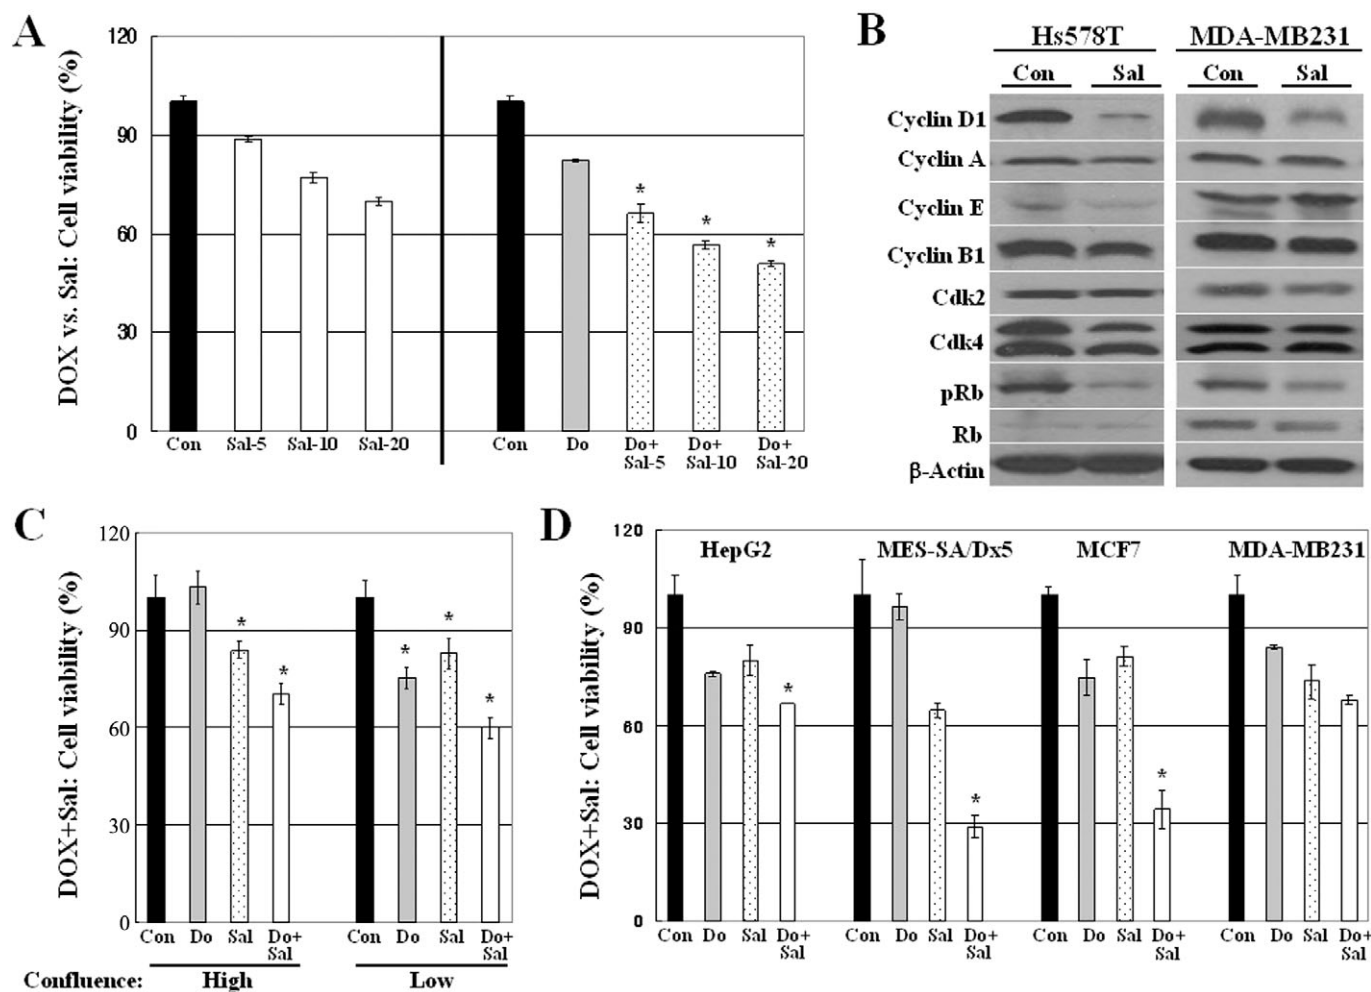 A
DOX vs. Sal: Cell viability (%)
120
90
60
30
0
Con Sal-5 Sal-10 Sal-20 Con Do Do+ Do+ Do+
Sal-5 Sal-10 Sal-20
* * *
B
Hs578T MDA-MB231
Con Sal Con Sal
Cyclin D1
Cyclin A
Cyclin E
Cyclin B1
Cdk2
Cdk4
pRb
Rb
β-Actin
C
DOX+Sal: Cell viability (%)
120
90
60
30
0
* * * * *
Con Do Sal Do+ Con Do Sal Do+
Sal Sal
Confluence: High Low
D
DOX+Sal: Cell viability (%)
120
90
60
30
0
HepG2 MES-SA/Dx5 MCF7 MDA-MB231
* * *
Con Do Sal Do+ Con Do Sal Do+ Con Do Sal Do+ Con Do Sal Do+
Sal Sal Sal Sal